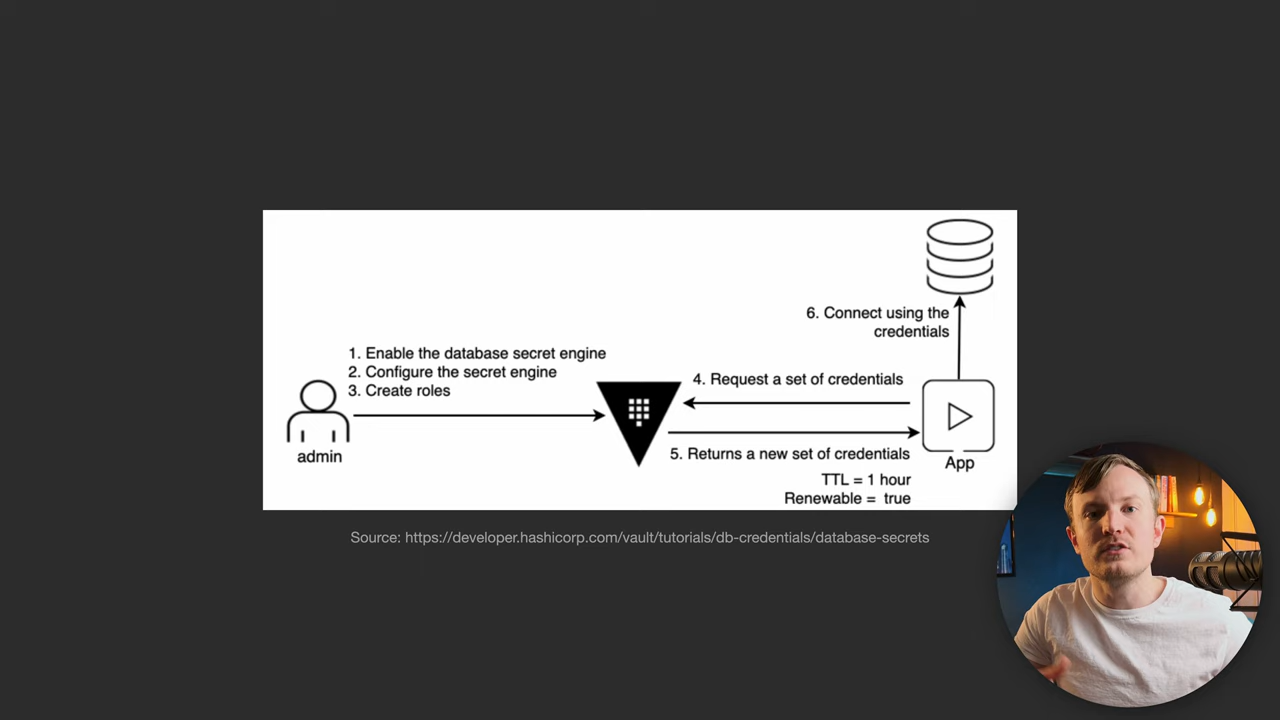 6. Connect using the
credentials
1. Enable the database secret engine
2. Configure the secret engine
3. Create roles
admin
4. Request a set of credentials
5. Returns a new set of credentials
TTL = 1 hour
Renewable = true
App
Source: https://developer.hashicorp.com/vault/tutorials/db-credentials/database-secrets